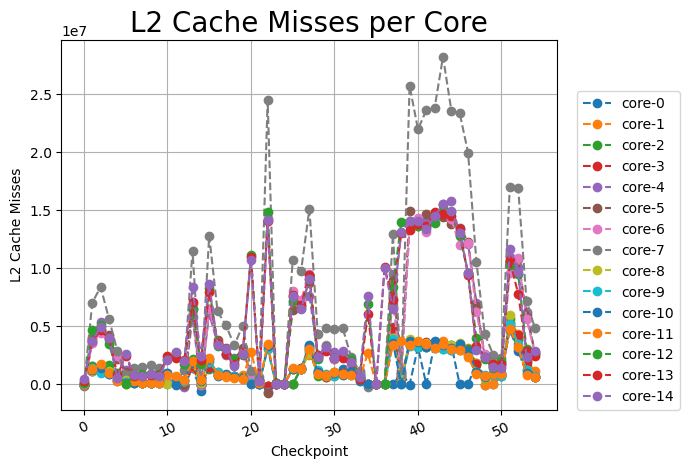 L2 Cache Misses per Core
1e7
L2 Cache Misses
2.5
2.0
1.5
1.0
0.5
0.0
0
10
20
30
40
50
Checkpoint
core-0
core-1
core-2
core-3
core-4
core-5
core-6
core-7
core-8
core-9
core-10
core-11
core-12
core-13
core-14